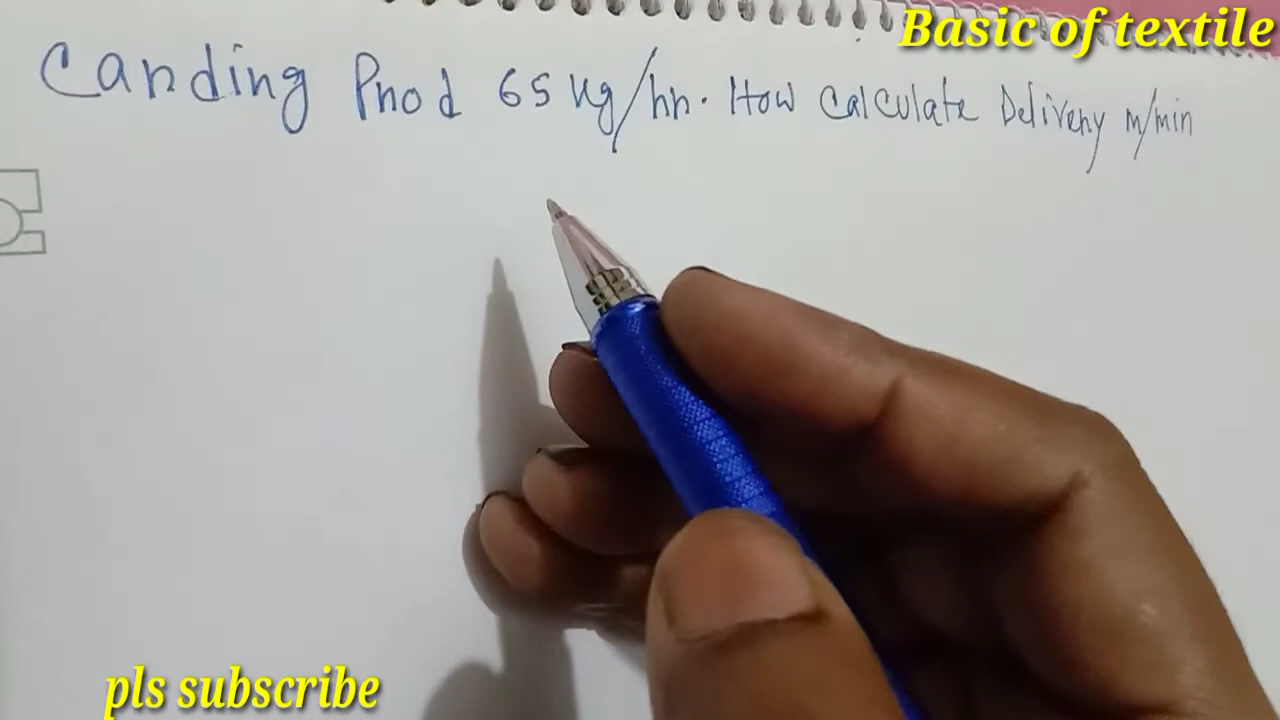 Basic of textile
Carding Prod 65 kg/hr. How Calculate Delivery m/min
pls subscribe